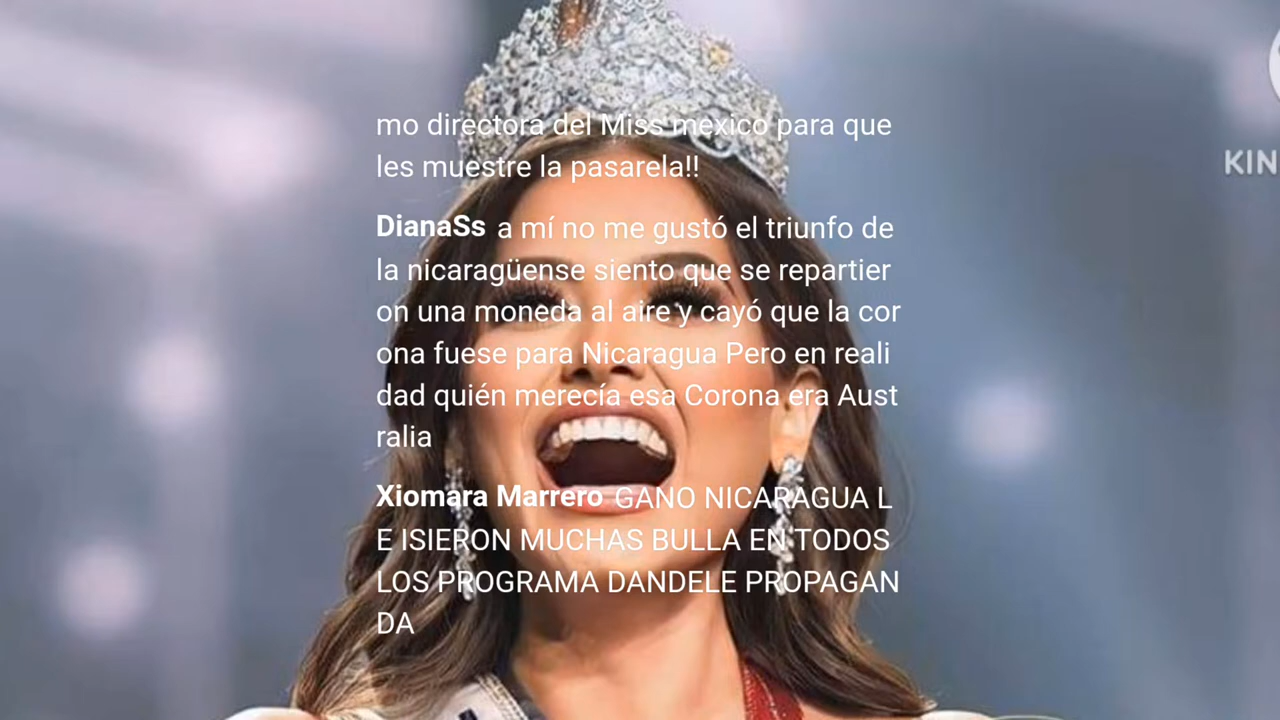 mo directora del Miss mexico para que
les muestre la pasarela!!
DianaSs a mí no me gustó el triunfo de
la nicaragüense siento que se repartier
on una moneda al aire y cayó que la cor
ona fuese para Nicaragua Pero en reali
dad quién merecía esa Corona era Aust
ralia
Xiomara Marrero GANO NICARAGUA L
E ISIERON MUCHAS BULLA EN TODOS
LOS PROGRAMA DANDELE PROPAGAN
DA
KIN